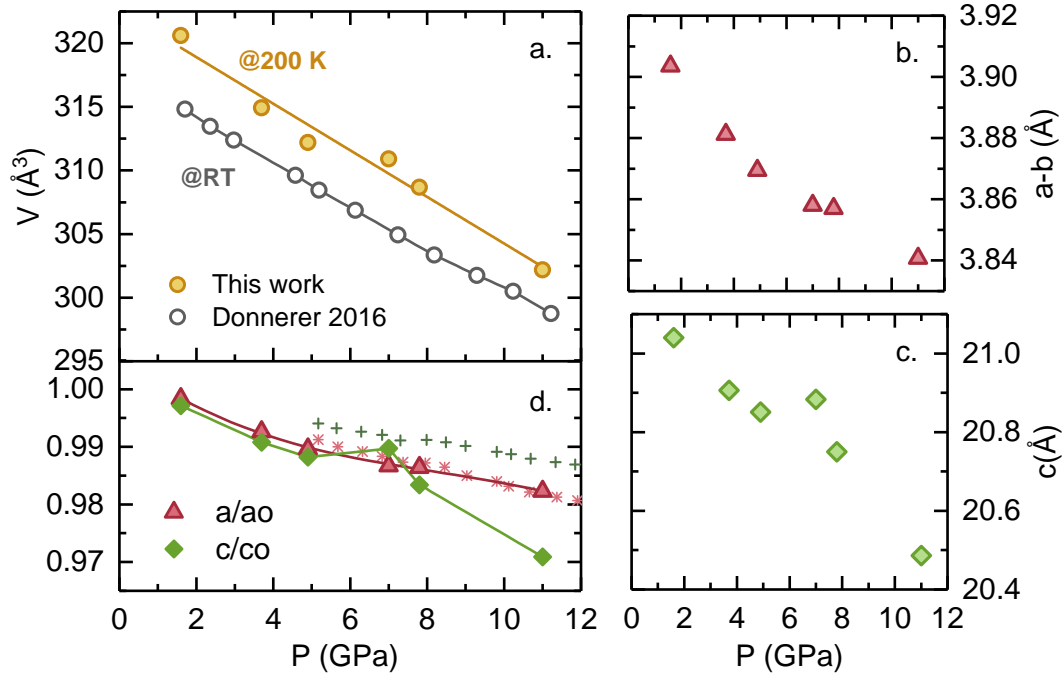 320
315
310
305
300
295
V (Å³)
@200 K
a.
@RT
This work
Donnerer 2016
3.92
3.90
3.88
3.86
3.84
a-b (Å)
b.
1.00
0.99
0.98
0.97
d.
a/ao
c/co
0 2 4 6 8 10 12
P (GPa)
c.
21.0
20.8
20.6
20.4
c(Å)
0 2 4 6 8 10 12
P (GPa)